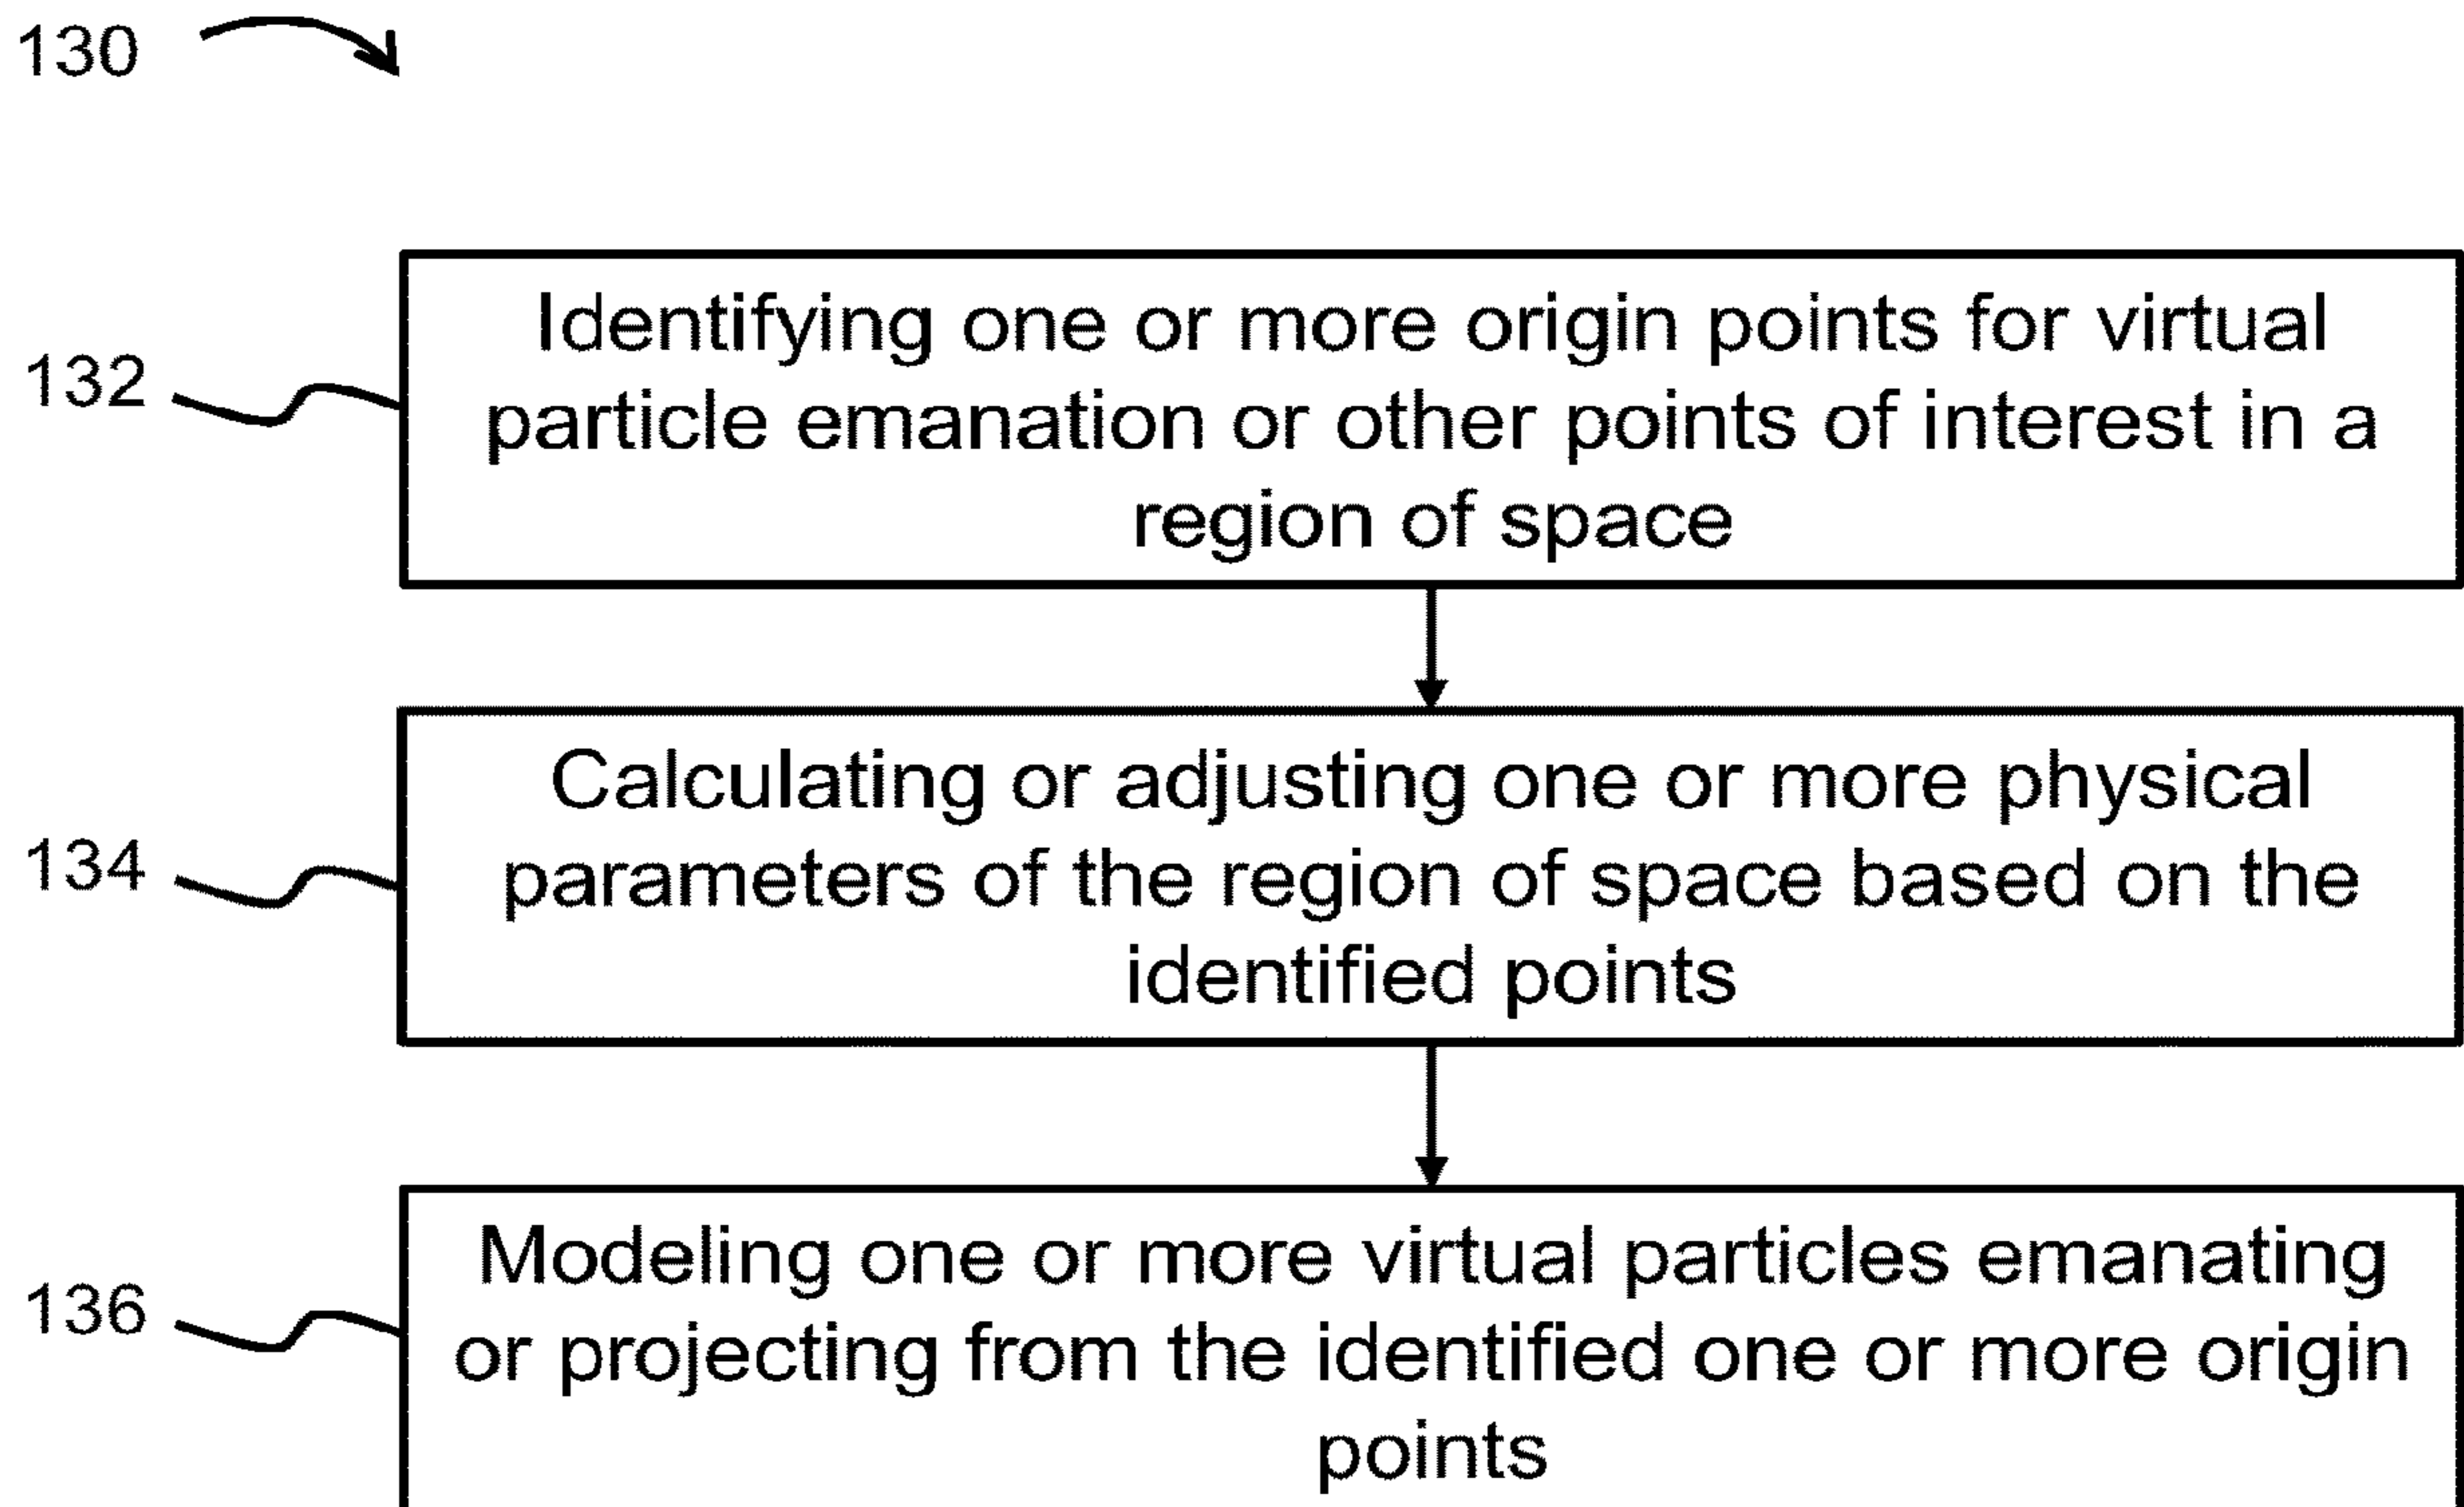 130
132
Identifying one or more origin points for virtual
particle emanation or other points of interest in a
region of space
134
Calculating or adjusting one or more physical
parameters of the region of space based on the
identified points
136
Modeling one or more virtual particles emanating
or projecting from the identified one or more origin
points